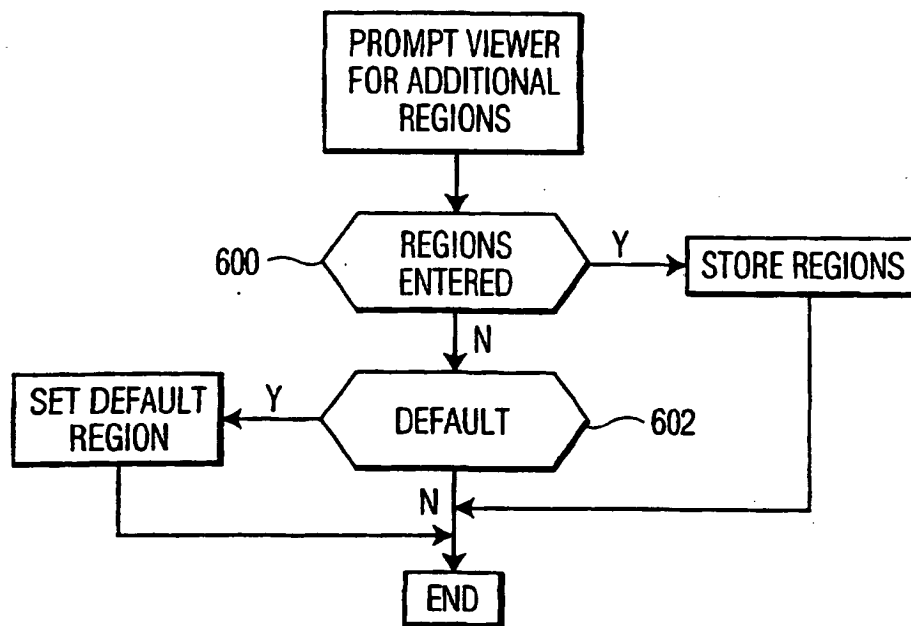 PROMPT VIEWER
FOR ADDITIONAL
REGIONS
600
REGIONS
ENTERED
Y
STORE REGIONS
N
SET DEFAULT
REGION
Y
DEFAULT
602
N
END